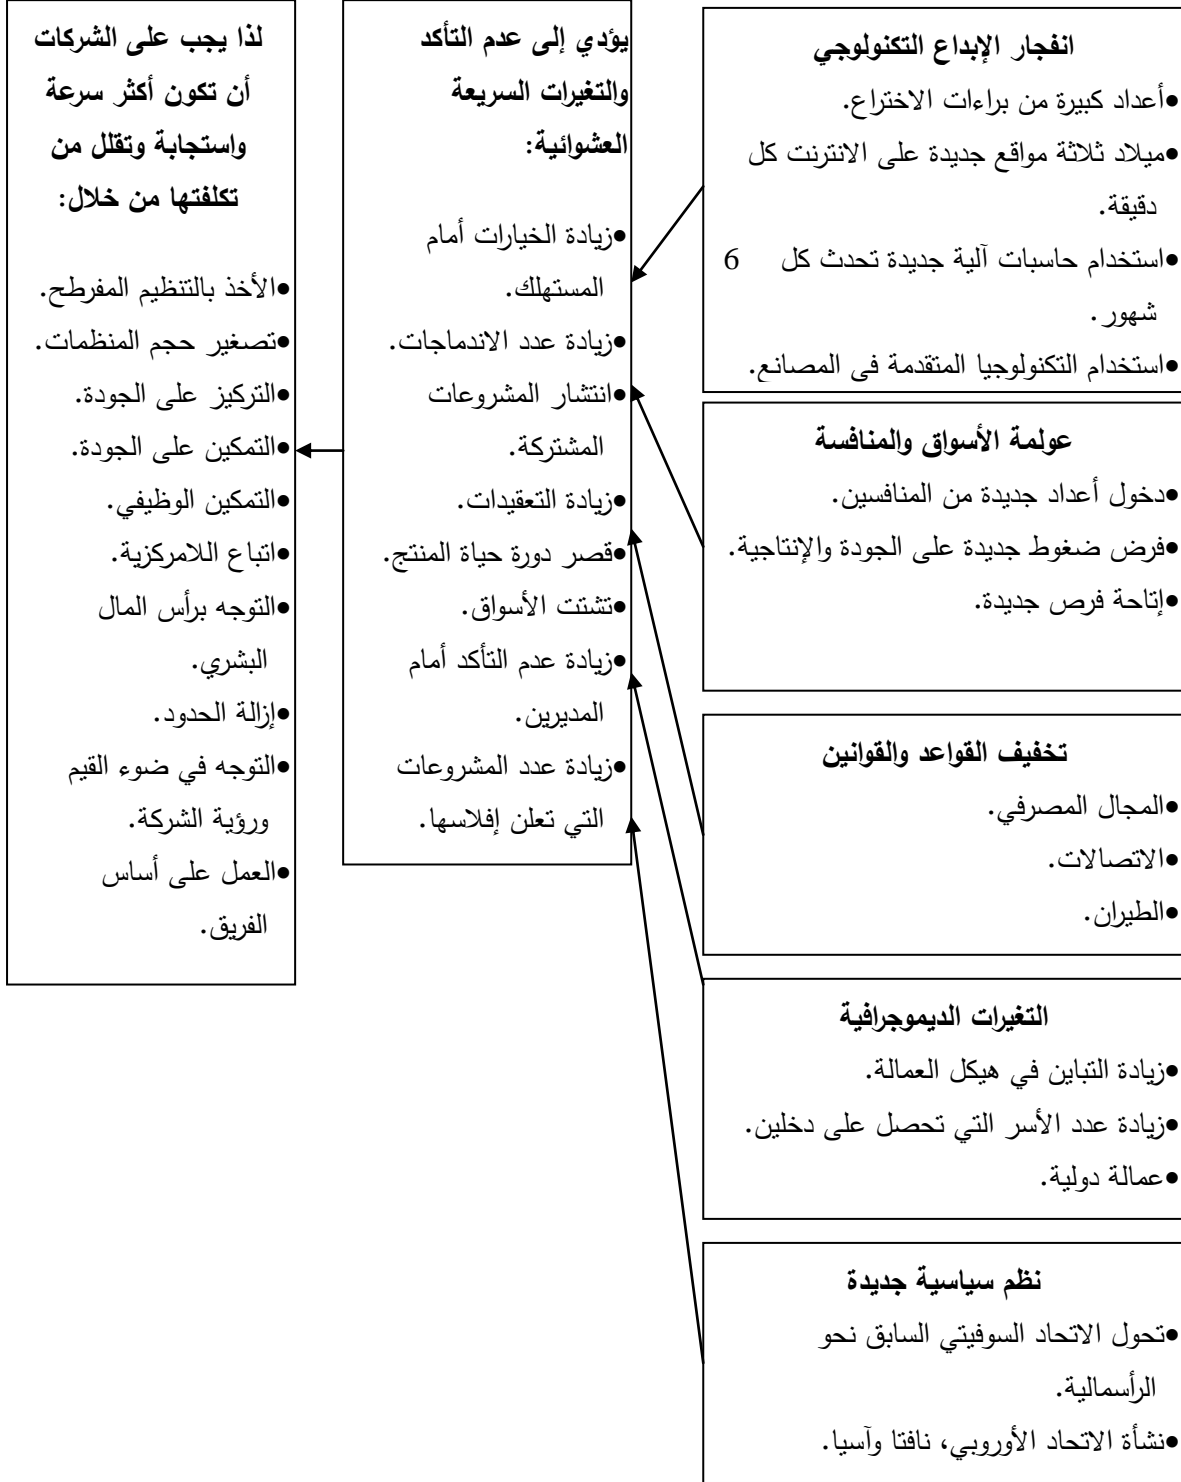 انفجار الإبداع التكنولوجي
•أعداد كبيرة من براءات الاختراع.
•ميلاد ثلاثة مواقع جديدة على الانترنت كل
دقيقة.
•استخدام حاسبات آلية جديدة تحدث كل 6
شهور.
•استخدام التكنولوجيا المتقدمة في المصانع.
عولمة الأسواق والمنافسة
•دخول أعداد جديدة من المنافسين.
•فرض ضغوط جديدة على الجودة والإنتاجية.
•إتاحة فرص جديدة.
تخفيف القواعد والقوانين
•المجال المصرفي.
•الاتصالات.
•الطيران.
التغيرات الديموجرافية
•زيادة التباين في هيكل العمالة.
•زيادة عدد الأسر التي تحصل على دخلين.
•عمالة دولية.
نظم سياسية جديدة
•تحول الاتحاد السوفيتي السابق نحو
الرأسمالية.
•نشأة الاتحاد الأوروبي، نافتا وآسيا.
يؤدي إلى عدم التأكد
والتغيرات السريعة
العشوائية:
•زيادة الخيارات أمام
المستهلك.
•زيادة عدد الاندماجات.
•انتشار المشروعات
المشتركة.
•زيادة التعقيدات.
•قصر دورة حياة المنتج.
•تشتت الأسواق.
•زيادة عدم التأكد أمام
المديرين.
•زيادة عدد المشروعات
التي تعلن إفلاسها.
لذا يجب على الشركات
أن تكون أكثر سرعة
واستجابة وتقلل من
تكلفتها من خلال:
•الأخذ بالتنظيم المفرطح.
•تصغير حجم المنظمات.
•التركيز على الجودة.
•التمكين على الجودة.
•التمكين الوظيفي.
•اتباع اللامركزية.
•التوجه برأس المال
البشري.
•إزالة الحدود.
•التوجه في ضوء القيم
ورؤية الشركة.
•العمل على أساس
الفريق.